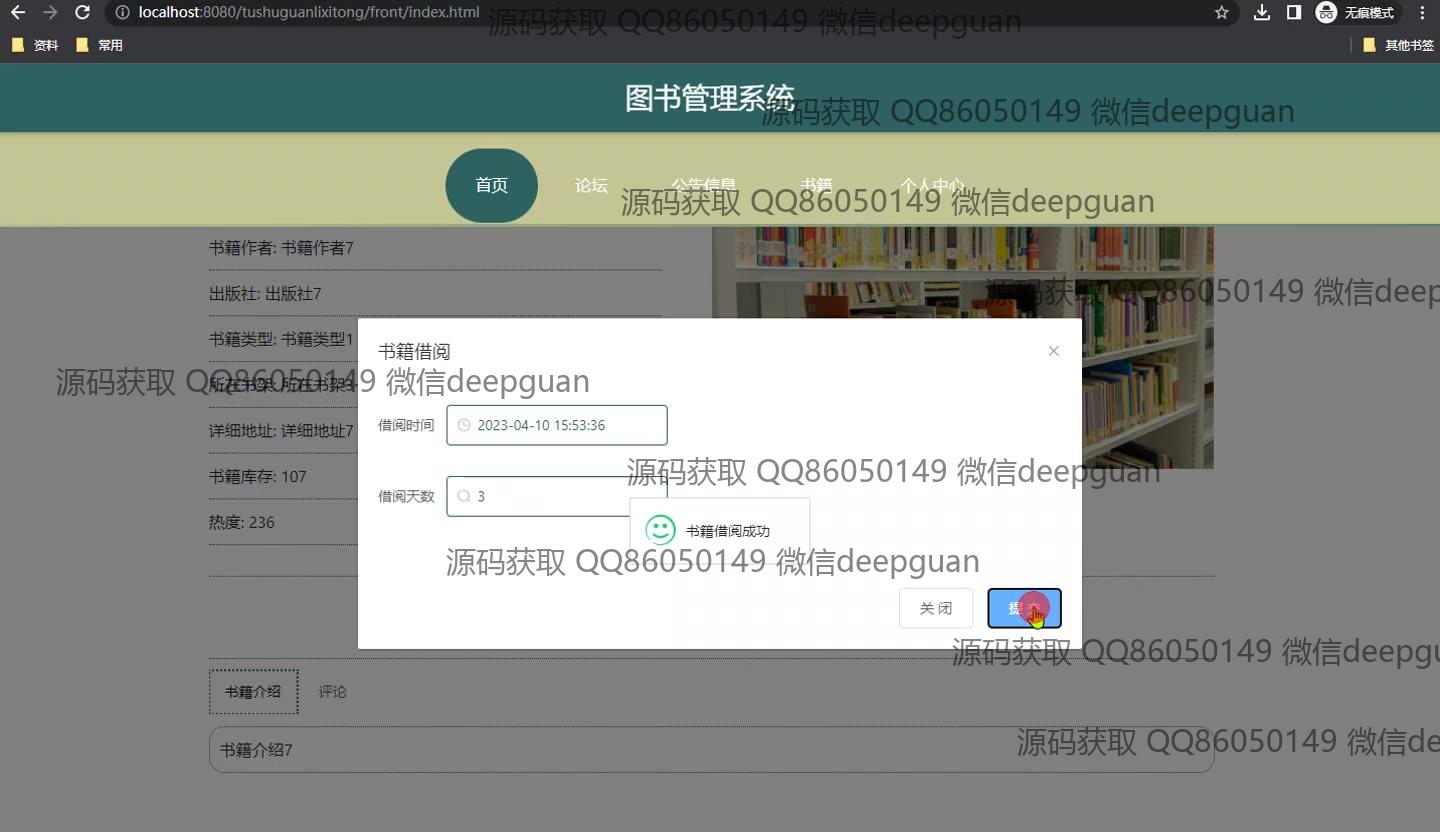 localhost:8080/tushuguanlixitong/front/index.html
无痕模式
资料
常用
其他书签
源码获取 QQ86050149 微信deepguan
图书管理系统
源码获取 QQ86050149 微信deepguan
首页
论坛
公告信息
书籍
个人中心
源码获取 QQ86050149 微信deepguan
书籍作者: 书籍作者7
出版社: 出版社7
源码获取 QQ86050149 微信deep
书籍类型: 书籍类型1
书籍借阅
源码获取 QQ86050149 微信deepguan
所在书架: 所在书架3
借阅时间
2023-04-10 15:53:36
详细地址: 详细地址7
书籍库存: 107
源码获取 QQ86050149 微信deepguan
借阅天数
3
热度: 236
书籍借阅成功
源码获取 QQ86050149 微信deepguan
关闭
提交
源码获取 QQ86050149 微信deepgu
书籍介绍
评论
书籍介绍7
源码获取 QQ86050149 微信de